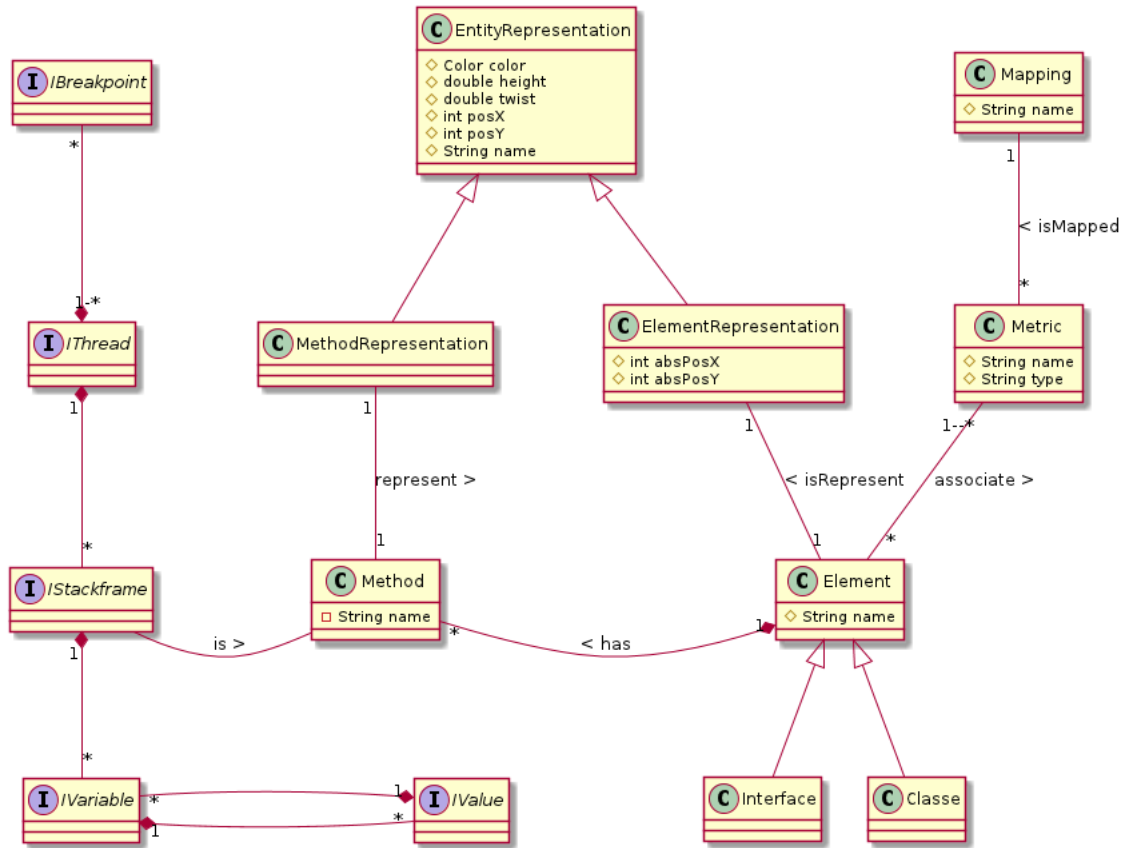 C EntityRepresentation
Color color
double height
double twist
int posX
int posY
String name
I IBreakpoint
C Mapping
String name
*
1
< isMapped
1-*
*
I IThread
C MethodRepresentation
C ElementRepresentation
int absPosX
int absPosY
C Metric
String name
String type
1
1
1
1--*
represent >
< isRepresent
associate >
*
1
1
*
I IStackframe
C Method
String name
C Element
String name
1
is >
*
< has
1
*
I IVariable
*
1
1
*
I IValue
C Interface
C Classe